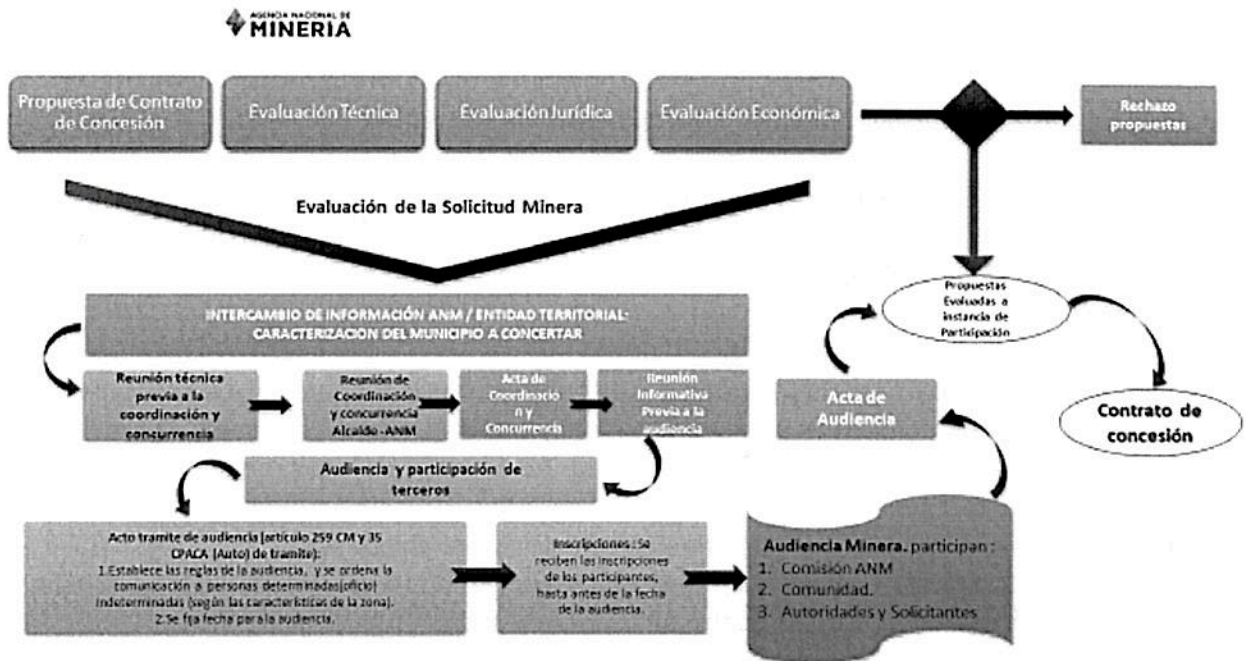 AGENCIA NACIONAL DE
MINERÍA
Propuesta de Contrato
de Concesión
Evaluación Técnica
Evaluación Jurídica
Evaluación Económica
Rechazo
propuestas
Evaluación de la Solicitud Minera
INTERCAMBIO DE INFORMACIÓN ANM / ENTIDAD TERRITORIAL:
CARACTERIZACIÓN DEL MUNICIPIO A CONCERTAR
Propuestas
Evaluadas a
instancia de
Participación
Reunión técnica
previa a la
coordinación y
concurrencia
Reunión de
Coordinación
y concurrencia
Alcalde -ANM
Acta de
Coordinació
n y
Concurrencia
Reunión
Informativa
Previa a la
audiencia
Acta de
Audiencia
Contrato de
concesión
Audiencia y participación de
terceros
Acto tramite de audiencia (artículo 259 CM y 35
CPACA (Auto) de tramite):
1.Establece las reglas de la audiencia, y se ordena la
comunicación a personas determinadas(oficio)
indeterminadas (según las características de la zona).
2.Se fija fecha para la audiencia.
Inscripciones : Se
reciben las inscripciones
de los participantes,
hasta antes de la fecha
de la audiencia.
Audiencia Minera. participan :
1. Comisión ANM
2. Comunidad.
3. Autoridades y Solicitantes